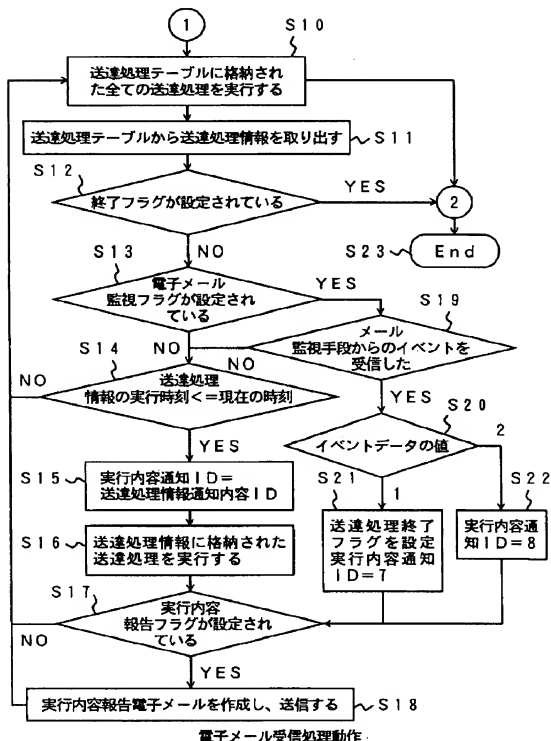 1
S10
送達処理テーブルに格納され
た全ての送達処理を実行する
送達処理テーブルから送達処理情報を取り出す
S11
S12
終了フラグが設定されている
YES
2
NO
S23
End
S13
電子メール
監視フラグが設定され
ている
YES
S19
メール
監視手段からのイベントを
受信した
NO
NO
S14
送達処理
情報の実行時刻<=現在の時刻
NO
YES
S20
イベントデータの値
2
YES
S15
実行内容通知ID=
送達処理情報通知内容ID
S21
1
S22
送達処理終了
フラグを設定
実行内容通知
ID=7
実行内容通
知ID=8
S16
送達処理情報に格納された
送達処理を実行する
S17
実行内容
報告フラグが設定され
ている
NO
YES
実行内容報告電子メールを作成し、送信する
S18
電子メール受信処理動作